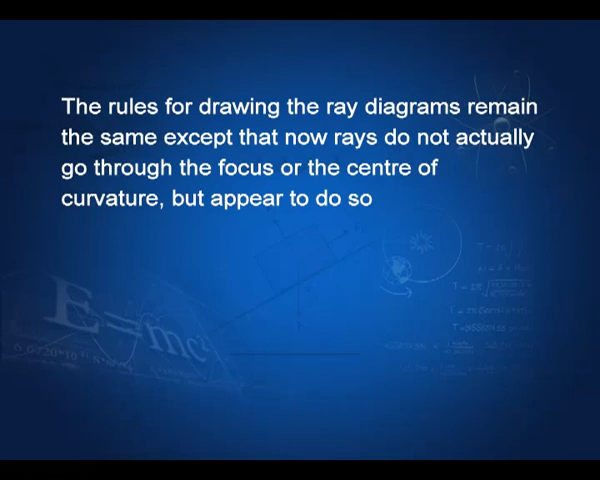 The rules for drawing the ray diagrams remain
the same except that now rays do not actually
go through the focus or the centre of
curvature, but appear to do so
E=mc²